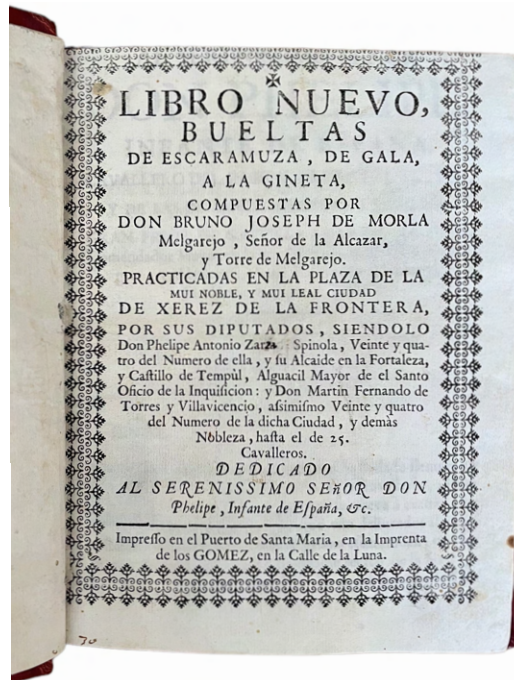 LIBRO NUEVO,
BUELTAS
DE ESCARAMUZA, DE GALA,
A LA GINETA,
COMPUESTAS POR
DON BRUNO JOSEPH DE MORLA
Melgarejo, Señor de la Alcazar,
y Torre de Melgarejo.
PRACTICADAS EN LA PLAZA DE LA
MUI NOBLE, Y MUI LEAL CIUDAD
DE XEREZ DE LA FRONTERA,
POR SUS DIPUTADOS, SIENDOLO
Don Phelipe Antonio Zarza Spinola, Veinte y qua-
tro del Numero de ella, y ſu Alcaide en la Fortaleza,
y Caſtillo de Tempùl, Alguacil Mayor de el Santo
Oficio de la Inquiſicion: y Don Martin Fernando de
Torres y Villavicencio, aſsimiſmo Veinte y quatro
del Numero de la dicha Ciudad, y demàs
Nobleza, haſta el de 25.
Cavalleros.
DEDICADO
AL SERENISSIMO SEñOR DON
Phelipe, Infante de Eſpaña, &c.
Impreſſo en el Puerto de Santa Maria, en la Imprenta
de los GOMEZ, en la Calle de la Luna.
70